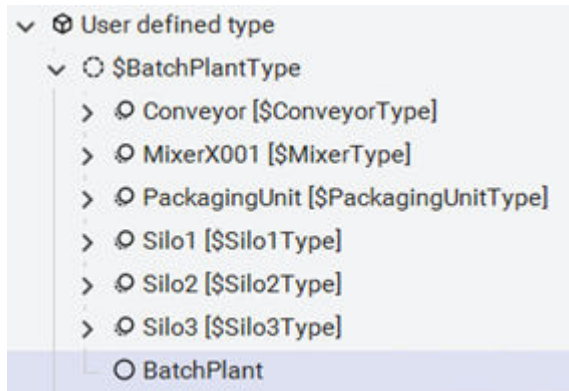 User defined type
$BatchPlantType
Conveyor [$ConveyorType]
MixerX001 [$MixerType]
PackagingUnit [$PackagingUnitType]
Silo1 [$Silo1Type]
Silo2 [$Silo2Type]
Silo3 [$Silo3Type]
BatchPlant